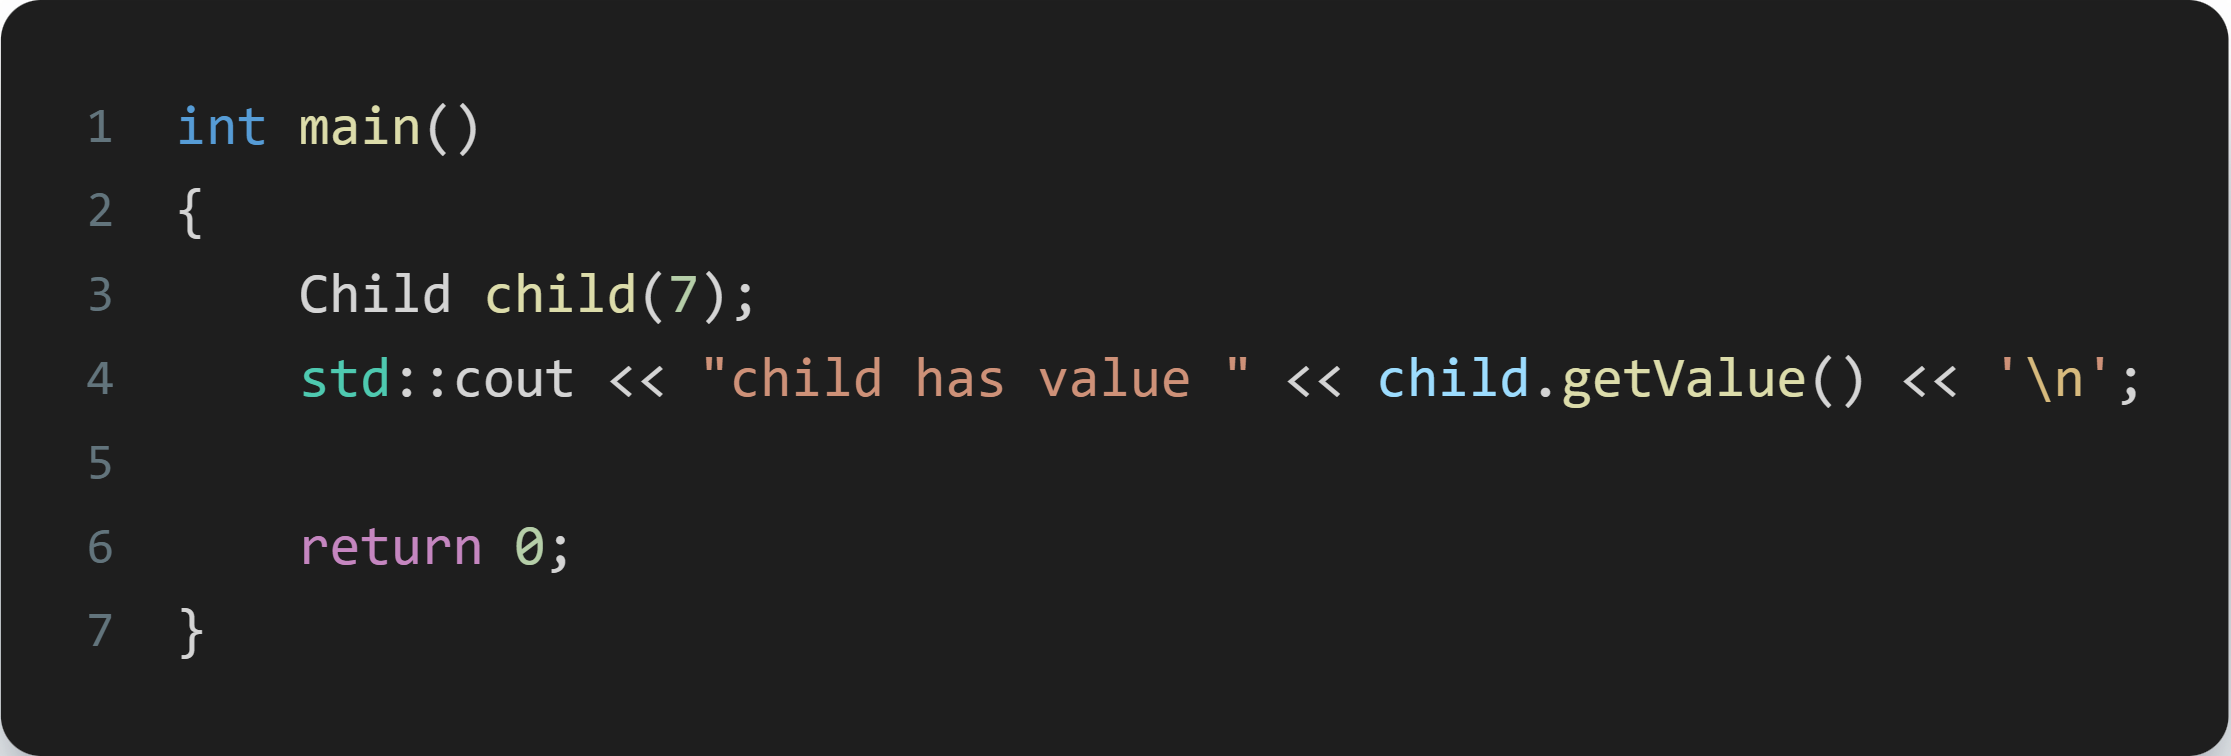 1 int main()
2 {
3     Child child(7);
4     std::cout << "child has value " << child.getValue() << '\n';
5
6     return 0;
7 }